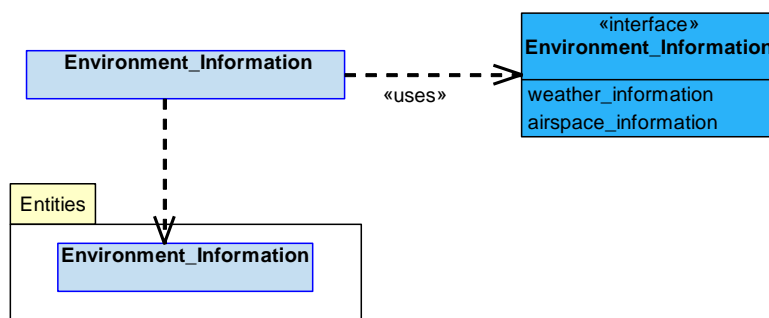 «interface»
Environment_Information
Environment_Information
weather_information
«uses»
airspace_information
Entities
Environment_Information